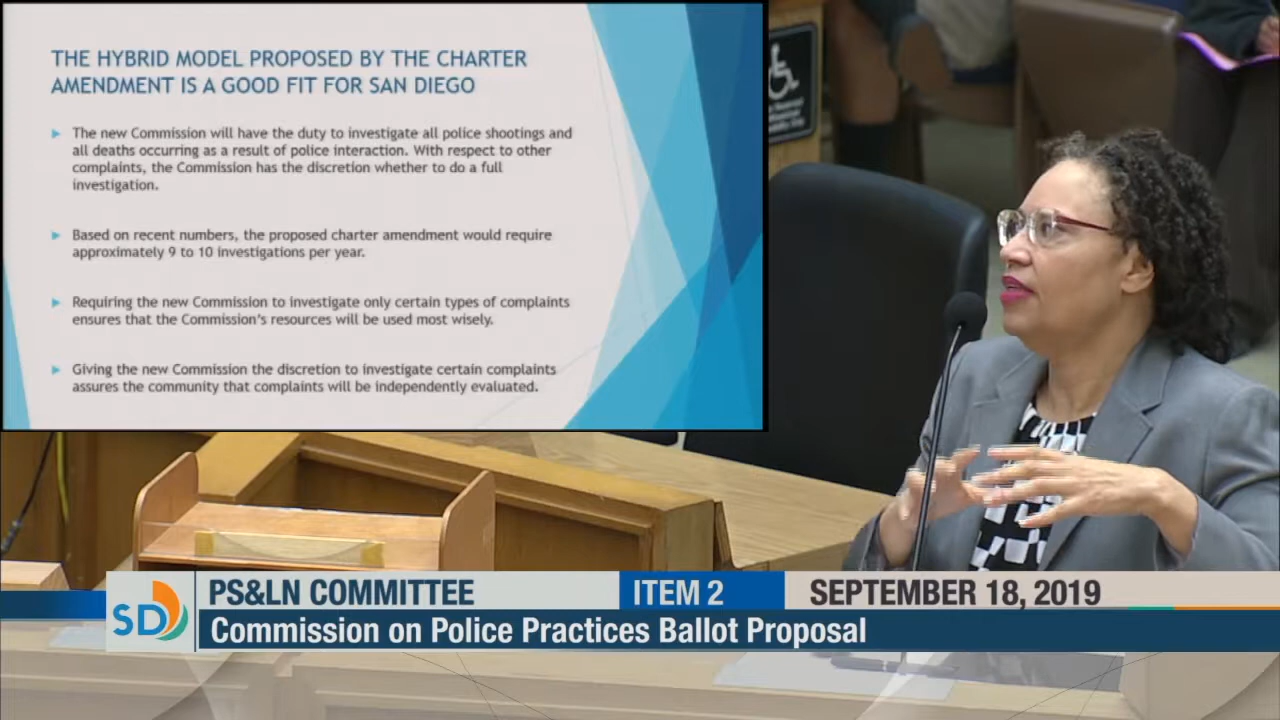 THE HYBRID MODEL PROPOSED BY THE CHARTER
AMENDMENT IS A GOOD FIT FOR SAN DIEGO
The new Commission will have the duty to investigate all police shootings and
all deaths occurring as a result of police interaction. With respect to other
complaints, the Commission has the discretion whether to do a full
investigation.
Based on recent numbers, the proposed charter amendment would require
approximately 9 to 10 investigations per year.
Requiring the new Commission to investigate only certain types of complaints
ensures that the Commission's resources will be used most wisely.
Giving the new Commission the discretion to investigate certain complaints
assures the community that complaints will be independently evaluated.
SD
PS&LN COMMITTEE
ITEM 2
SEPTEMBER 18, 2019
Commission on Police Practices Ballot Proposal